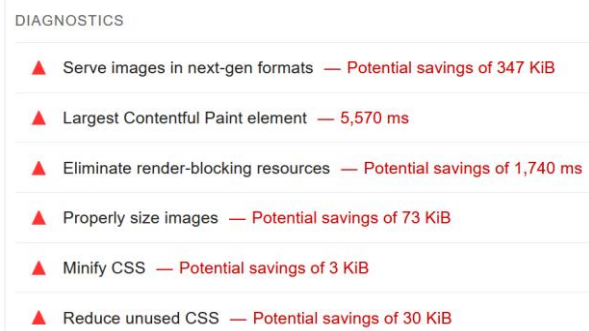 DIAGNOSTICS
Serve images in next-gen formats — Potential savings of 347 KiB
Largest Contentful Paint element — 5,570 ms
Eliminate render-blocking resources — Potential savings of 1,740 ms
Properly size images — Potential savings of 73 KiB
Minify CSS — Potential savings of 3 KiB
Reduce unused CSS — Potential savings of 30 KiB